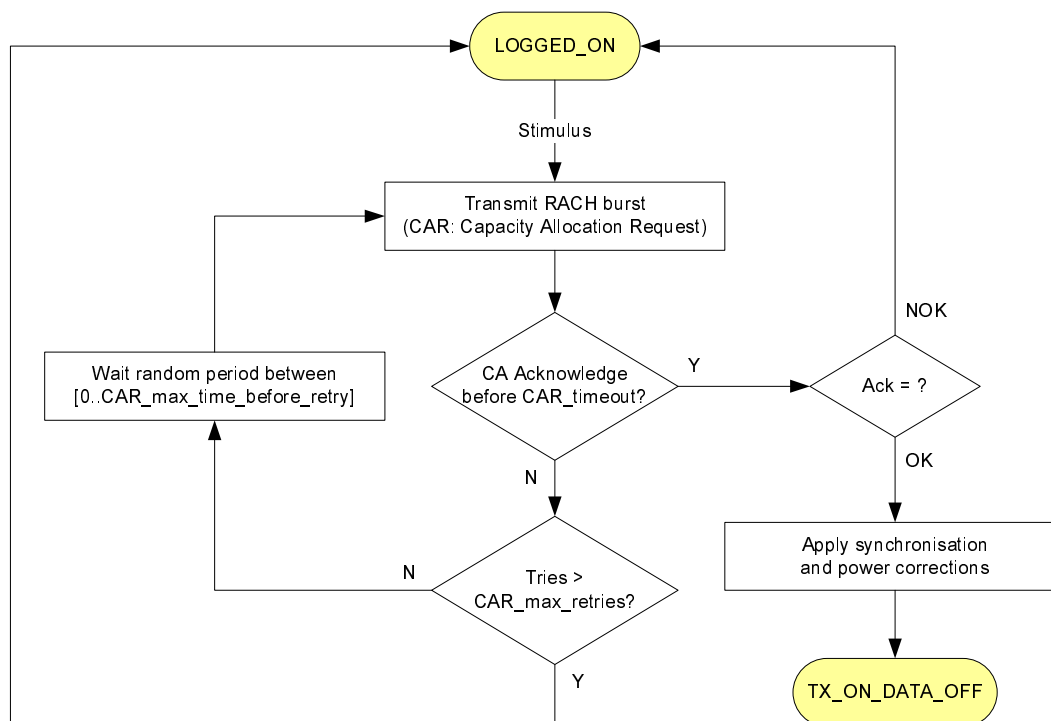 LOGGED_ON
Stimulus
Transmit RACH burst
(CAR: Capacity Allocation Request)
NOK
Wait random period between
[0..CAR_max_time_before_retry]
CA Acknowledge
before CAR_timeout?
Y
Ack = ?
OK
N
Apply synchronisation
and power corrections
N
Tries >
CAR_max_retries?
Y
TX_ON_DATA_OFF